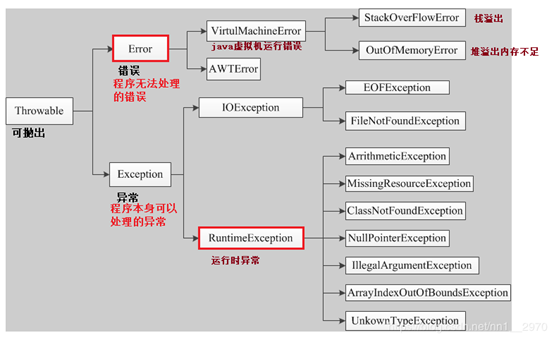 Throwable
可抛出
Error
错误
程序无法处理
的错误
Exception
异常
程序本身可以
处理的异常
VirtulMachineError
java虚拟机运行错误
AWTError
StackOverFlowError
栈溢出
OutOfMemoryError
堆溢出内存不足
IOException
EOFException
FileNotFoundException
RuntimeException
运行时异常
ArrithmeticException
MissingResourceException
ClassNotFoundException
NullPointerException
IllegalArgumentException
ArrayIndexOutOfBoundsException
UnkownTypeException